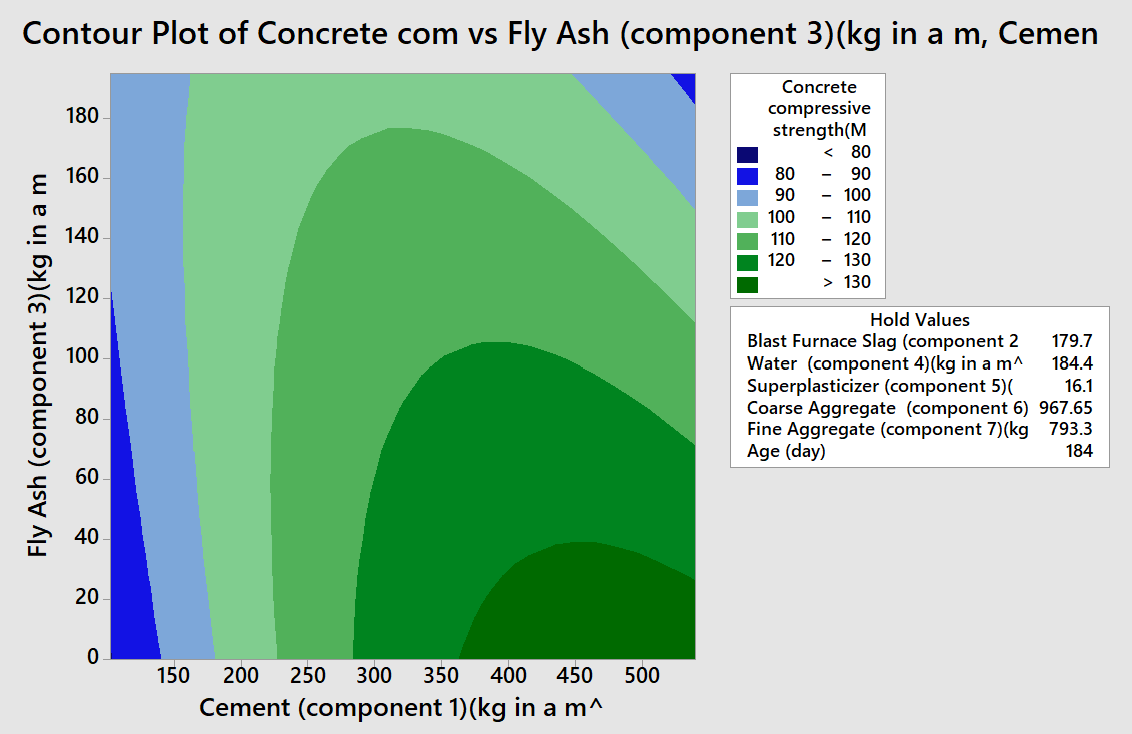 Contour Plot of Concrete com vs Fly Ash (component 3)(kg in a m, Cemen
Fly Ash (component 3)(kg in a m
180
160
140
120
100
80
60
40
20
0
150 200 250 300 350 400 450 500
Cement (component 1)(kg in a m^
Concrete
compressive
strength(M
< 80
80 – 90
90 – 100
100 – 110
110 – 120
120 – 130
> 130
Hold Values
Blast Furnace Slag (component 2 179.7
Water (component 4)(kg in a m^ 184.4
Superplasticizer (component 5)( 16.1
Coarse Aggregate (component 6) 967.65
Fine Aggregate (component 7)(kg 793.3
Age (day) 184